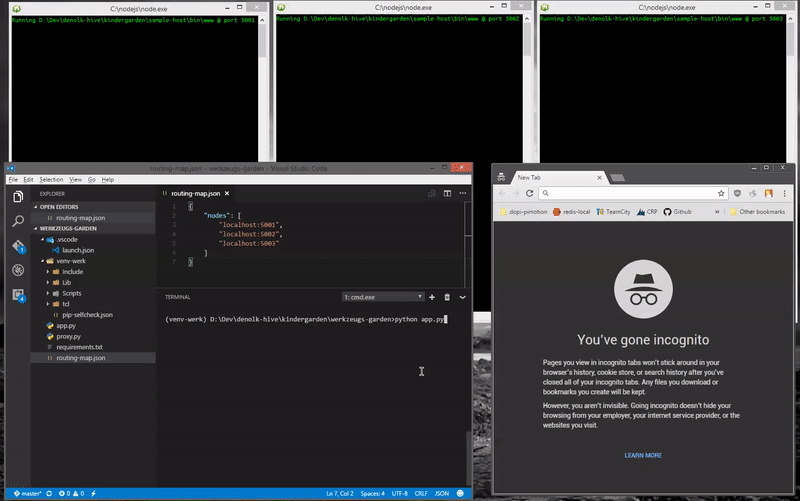 C:\nodejs\node.exe
Running D:\Dev\denolk-hive\kindergarden\sample-host\bin\www @ port 5001
C:\nodejs\node.exe
Running D:\Dev\denolk-hive\kindergarden\sample-host\bin\www @ port 5002
C:\nodejs\node.exe
Running D:\Dev\denolk-hive\kindergarden\sample-host\bin\www @ port 5003
routing-map.json - werkzeugs-garden - Visual Studio Code
File Edit Selection View Go Help
EXPLORER
OPEN EDITORS
routing-map.json
WERKZEUGS-GARDEN
.vscode
launch.json
venv-werk
Include
Lib
Scripts
tcl
pip-selfcheck.json
app.py
proxy.py
requirements.txt
routing-map.json
routing-map.json
1 {
2 "nodes": [
3 "localhost:5001",
4 "localhost:5002",
5 "localhost:5003"
6 ]
7 }
TERMINAL
1: cmd.exe
(venv-werk) D:\Dev\denolk-hive\kindergarden\werkzeugs-garden>python app.py
master*
0 0
Ln 7, Col 2 Spaces: 4 UTF-8 CRLF JSON
New Tab
dopi-pimotion redis-local TeamCity CRP Github » Other bookmarks
You've gone incognito
Pages you view in incognito tabs won't stick around in your
browser's history, cookie store, or search history after you've
closed all of your incognito tabs. Any files you download or
bookmarks you create will be kept.
However, you aren't invisible. Going incognito doesn't hide your
browsing from your employer, your internet service provider, or the
websites you visit.
LEARN MORE